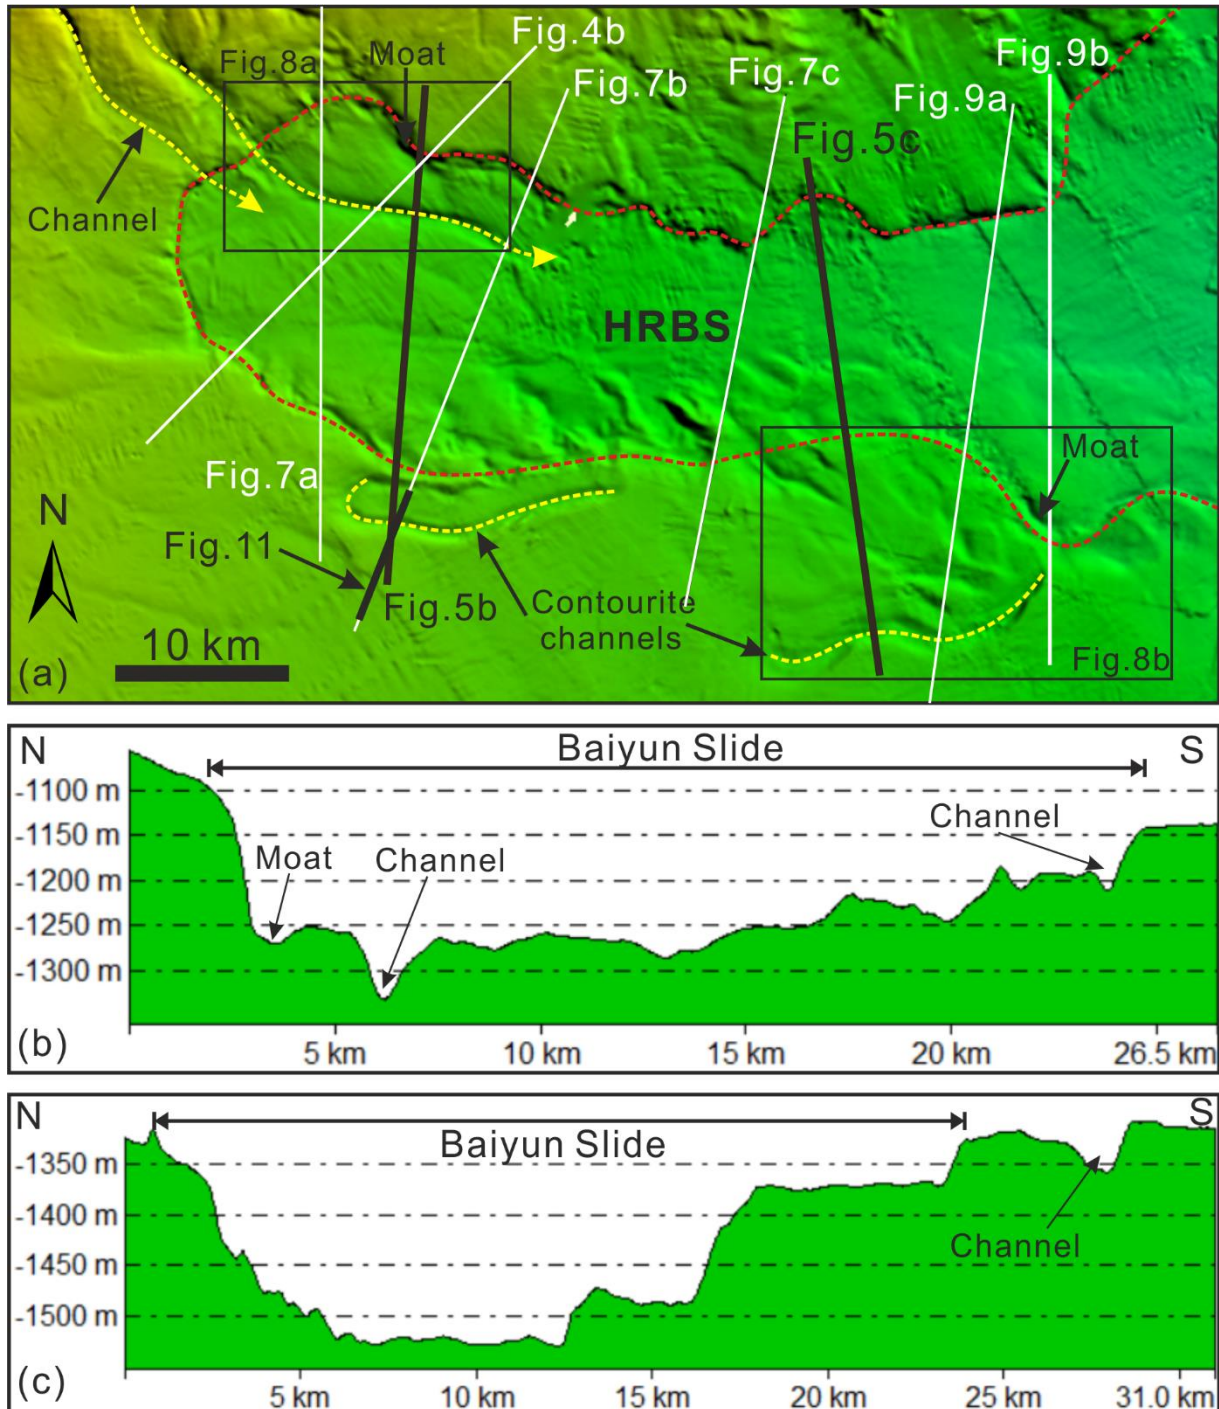 Fig.4b
Fig.9b
Fig.8a
Moat
Fig.7b
Fig.7c
Fig.9a
Fig.5c
Channel
HRBS
Moat
Fig.7a
N
Fig.11
Fig.5b
Contourite
channels
10 km
Fig.8b
(a)
N
Baiyun Slide
S
-1100 m
Channel
-1150 m
Moat
Channel
-1200 m
-1250 m
-1300 m
(b)
5 km
10 km
15 km
20 km
26.5 km
N
S
Baiyun Slide
-1350 m
-1400 m
Channel
-1450 m
-1500 m
(c)
5 km
10 km
15 km
20 km
25 km
31.0 km